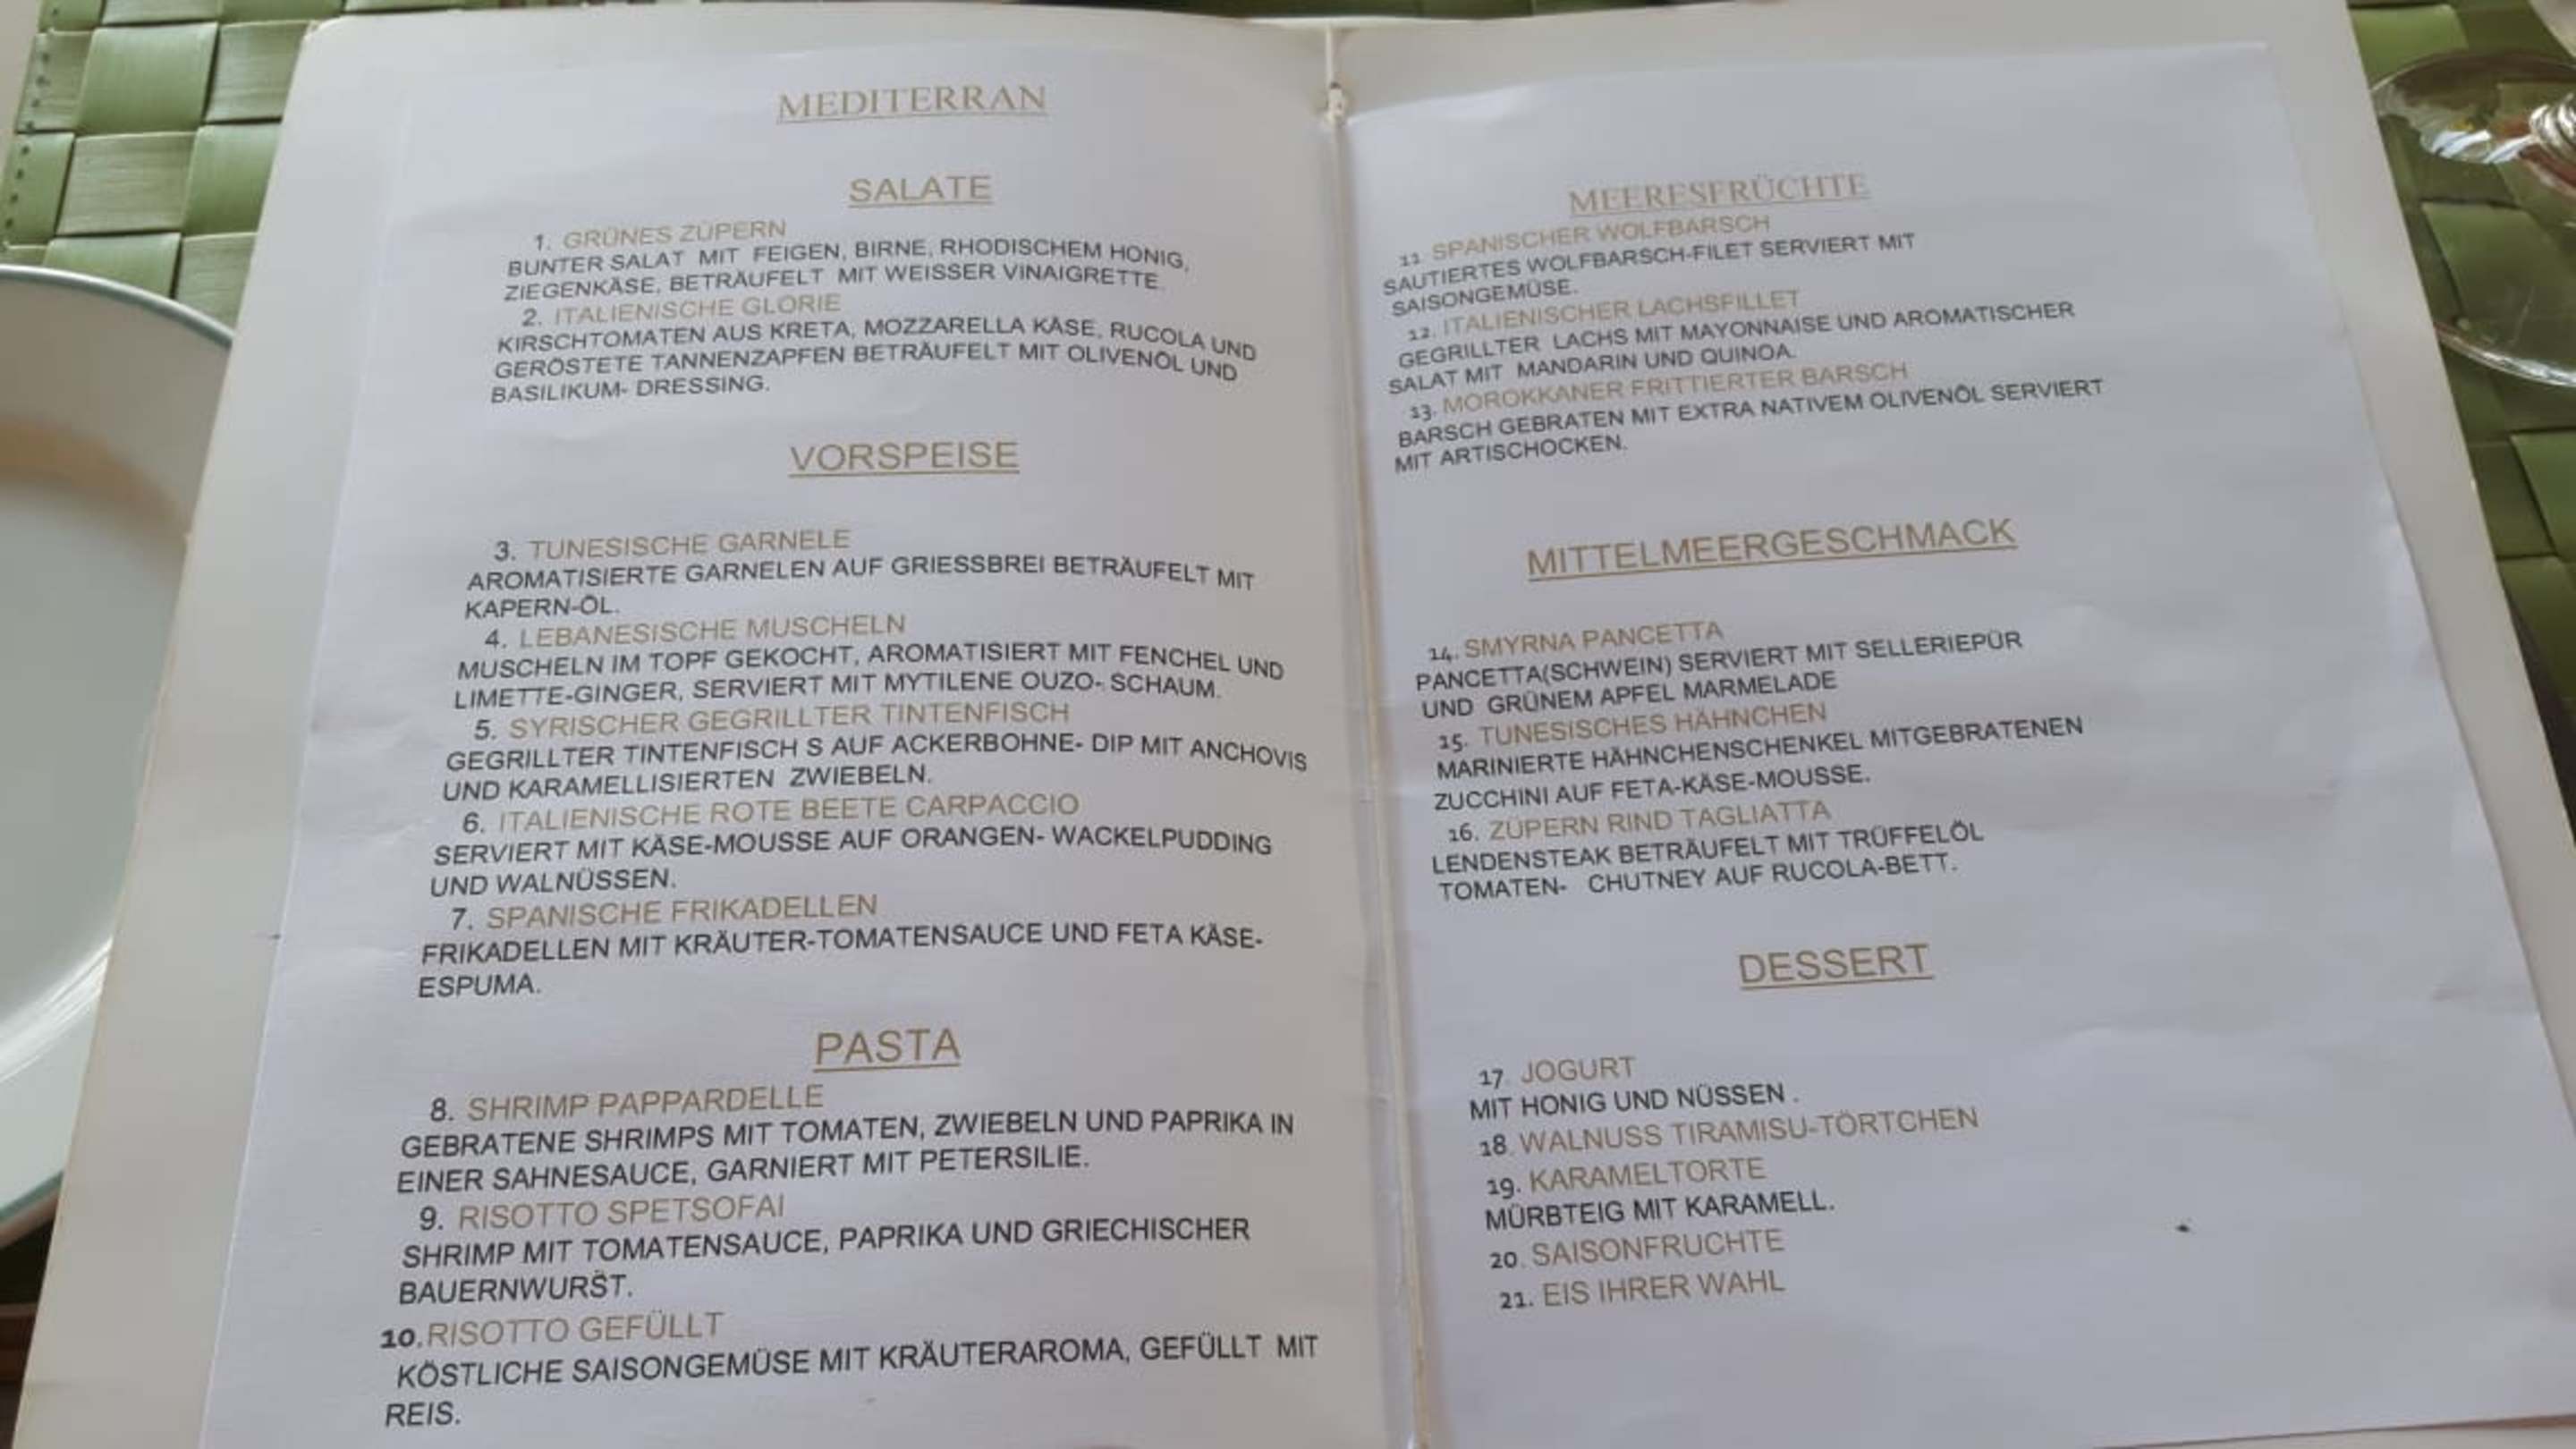 MEDITERRAN
SALATE
1. GRÜNES ZÜPERN
BUNTER SALAT MIT FEIGEN, BIRNE, RHODISCHEM HONIG,
ZIEGENKÄSE, BETRÄUFELT MIT WEISSER VINAIGRETTE.
2. ITALIENISCHE GLORIE
KIRSCHTOMATEN AUS KRETA, MOZZARELLA KÄSE, RUCOLA UND
GERÖSTETE TANNENZAPFEN BETRÄUFELT MIT OLIVENÖL UND
BASILIKUM- DRESSING.
VORSPEISE
3. TUNESISCHE GARNELE
AROMATISIERTE GARNELEN AUF GRIESSBREI BETRÄUFELT MIT
KAPERN-ÖL.
4. LEBANESISCHE MUSCHELN
MUSCHELN IM TOPF GEKOCHT, AROMATISIERT MIT FENCHEL UND
LIMETTE-GINGER, SERVIERT MIT MYTILENE OUZO- SCHAUM.
5. SYRISCHER GEGRILLTER TINTENFISCH
GEGRILLTER TINTENFISCH S AUF ACKERBOHNE- DIP MIT ANCHOVIS
UND KARAMELLISIERTEN ZWIEBELN.
6. ITALIENISCHE ROTE BEETE CARPACCIO
SERVIERT MIT KÄSE-MOUSSE AUF ORANGEN- WACKELPUDDING
UND WALNÜSSEN.
7. SPANISCHE FRIKADELLEN
FRIKADELLEN MIT KRÄUTER-TOMATENSAUCE UND FETA KÄSE-
ESPUMA.
PASTA
8. SHRIMP PAPPARDELLE
GEBRATENE SHRIMPS MIT TOMATEN, ZWIEBELN UND PAPRIKA IN
EINER SAHNESAUCE, GARNIERT MIT PETERSILIE.
9. RISOTTO SPETSOFAI
SHRIMP MIT TOMATENSAUCE, PAPRIKA UND GRIECHISCHER
BAUERNWURST.
10. RISOTTO GEFÜLLT
KÖSTLICHE SAISONGEMÜSE MIT KRÄUTERAROMA, GEFÜLLT MIT
REIS.
MEERESFRÜCHTE
11. SPANISCHER WOLFBARSCH
SAUTIERTES WOLFBARSCH-FILET SERVIERT MIT
SAISONGEMÜSE.
12. ITALIENISCHER LACHSFILLET
GEGRILLTER LACHS MIT MAYONNAISE UND AROMATISCHER
SALAT MIT MANDARIN UND QUINOA.
13. MOROKKANER FRITTIERTER BARSCH
BARSCH GEBRATEN MIT EXTRA NATIVEM OLIVENÖL SERVIERT
MIT ARTISCHOCKEN.
MITTELMEERGESCHMACK
14. SMYRNA PANCETTA
PANCETTA(SCHWEIN) SERVIERT MIT SELLERIEPÜR
UND GRÜNEM APFEL MARMELADE
15. TUNESISCHES HÄHNCHEN
MARINIERTE HÄHNCHENSCHENKEL MITGEBRATENEN
ZUCCHINI AUF FETA-KÄSE-MOUSSE.
16. ZÜPERN RIND TAGLIATTA
LENDENSTEAK BETRÄUFELT MIT TRÜFFELÖL
TOMATEN- CHUTNEY AUF RUCOLA-BETT.
DESSERT
17. JOGURT
MIT HONIG UND NÜSSEN .
18. WALNUSS TIRAMISU-TÖRTCHEN
19. KARAMELTORTE
MÜRBTEIG MIT KARAMELL.
20. SAISONFRUCHTE
21. EIS IHRER WAHL